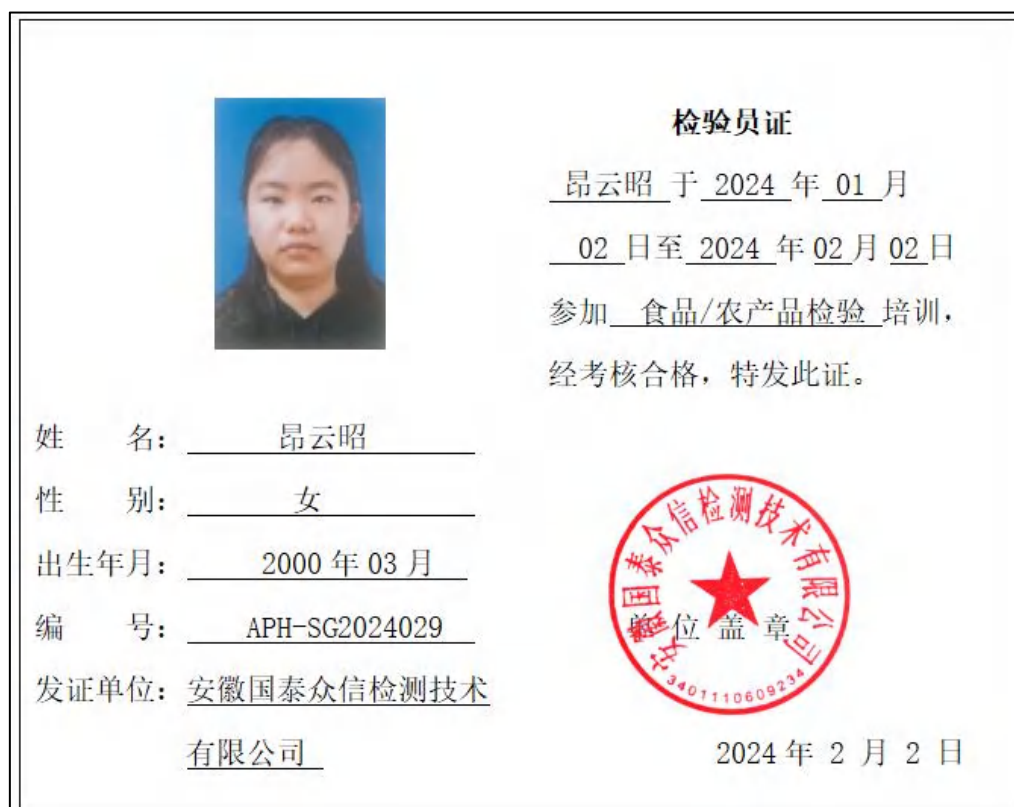 检验员证
昂云昭 于 2024 年 01 月
02 日至 2024 年 02 月 02 日
参加 食品/农产品检验 培训，
经考核合格，特发此证。
姓 名： 昂云昭
性 别： 女
出生年月： 2000 年 03 月
编 号： APH-SG2024029
发证单位： 安徽国泰众信检测技术
有限公司
安徽国泰众信检测技术有限公司
单位盖章
3401110609234
2024 年 2 月 2 日